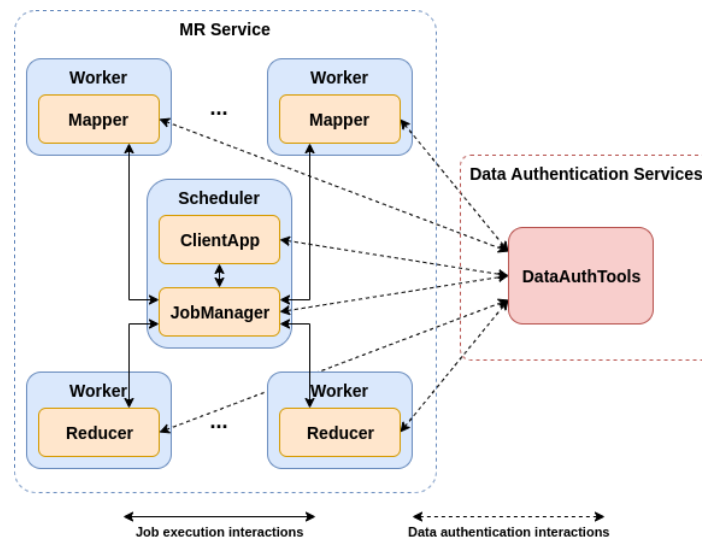 MR Service
Worker
Mapper
...
Worker
Mapper
Data Authentication Services
Scheduler
ClientApp
JobManager
DataAuthTools
Worker
Reducer
...
Worker
Reducer
Job execution interactions
Data authentication interactions